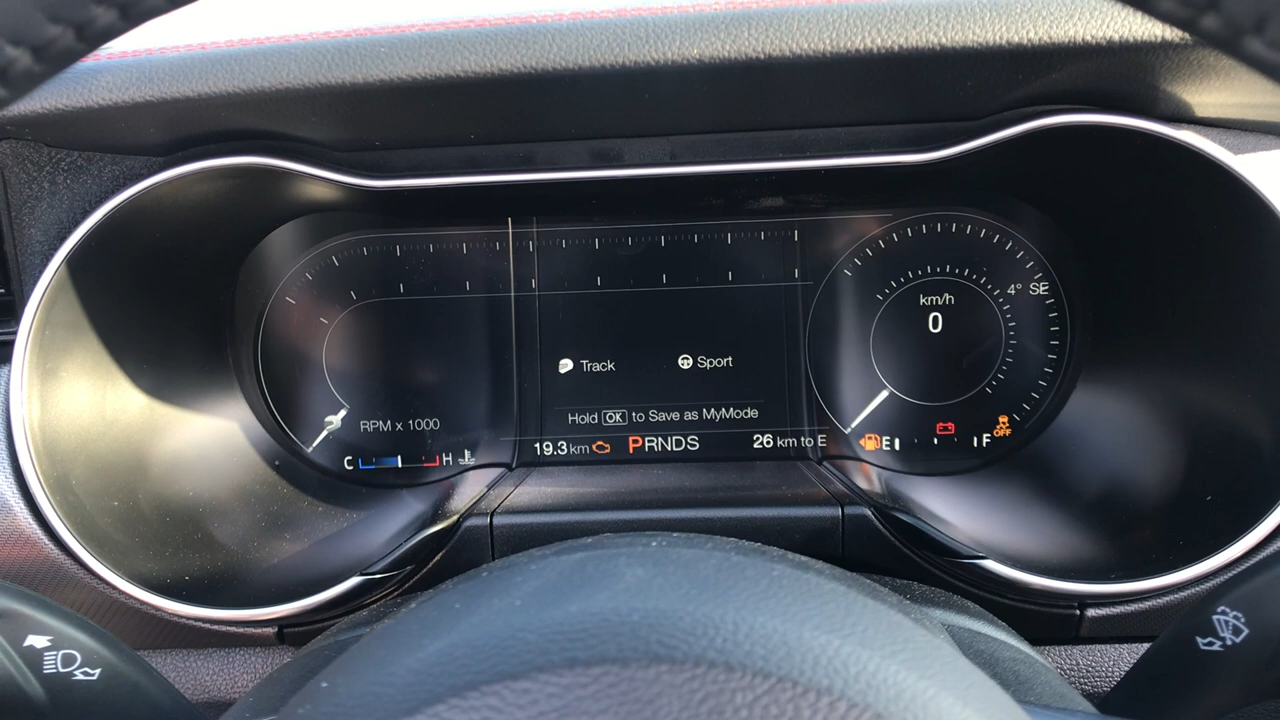 4° SE
km/h
0
Track
Sport
Hold OK to Save as MyMode
RPM x 1000
19.3 km
PRNDS
26 km to E
E
F
OFF
C
H